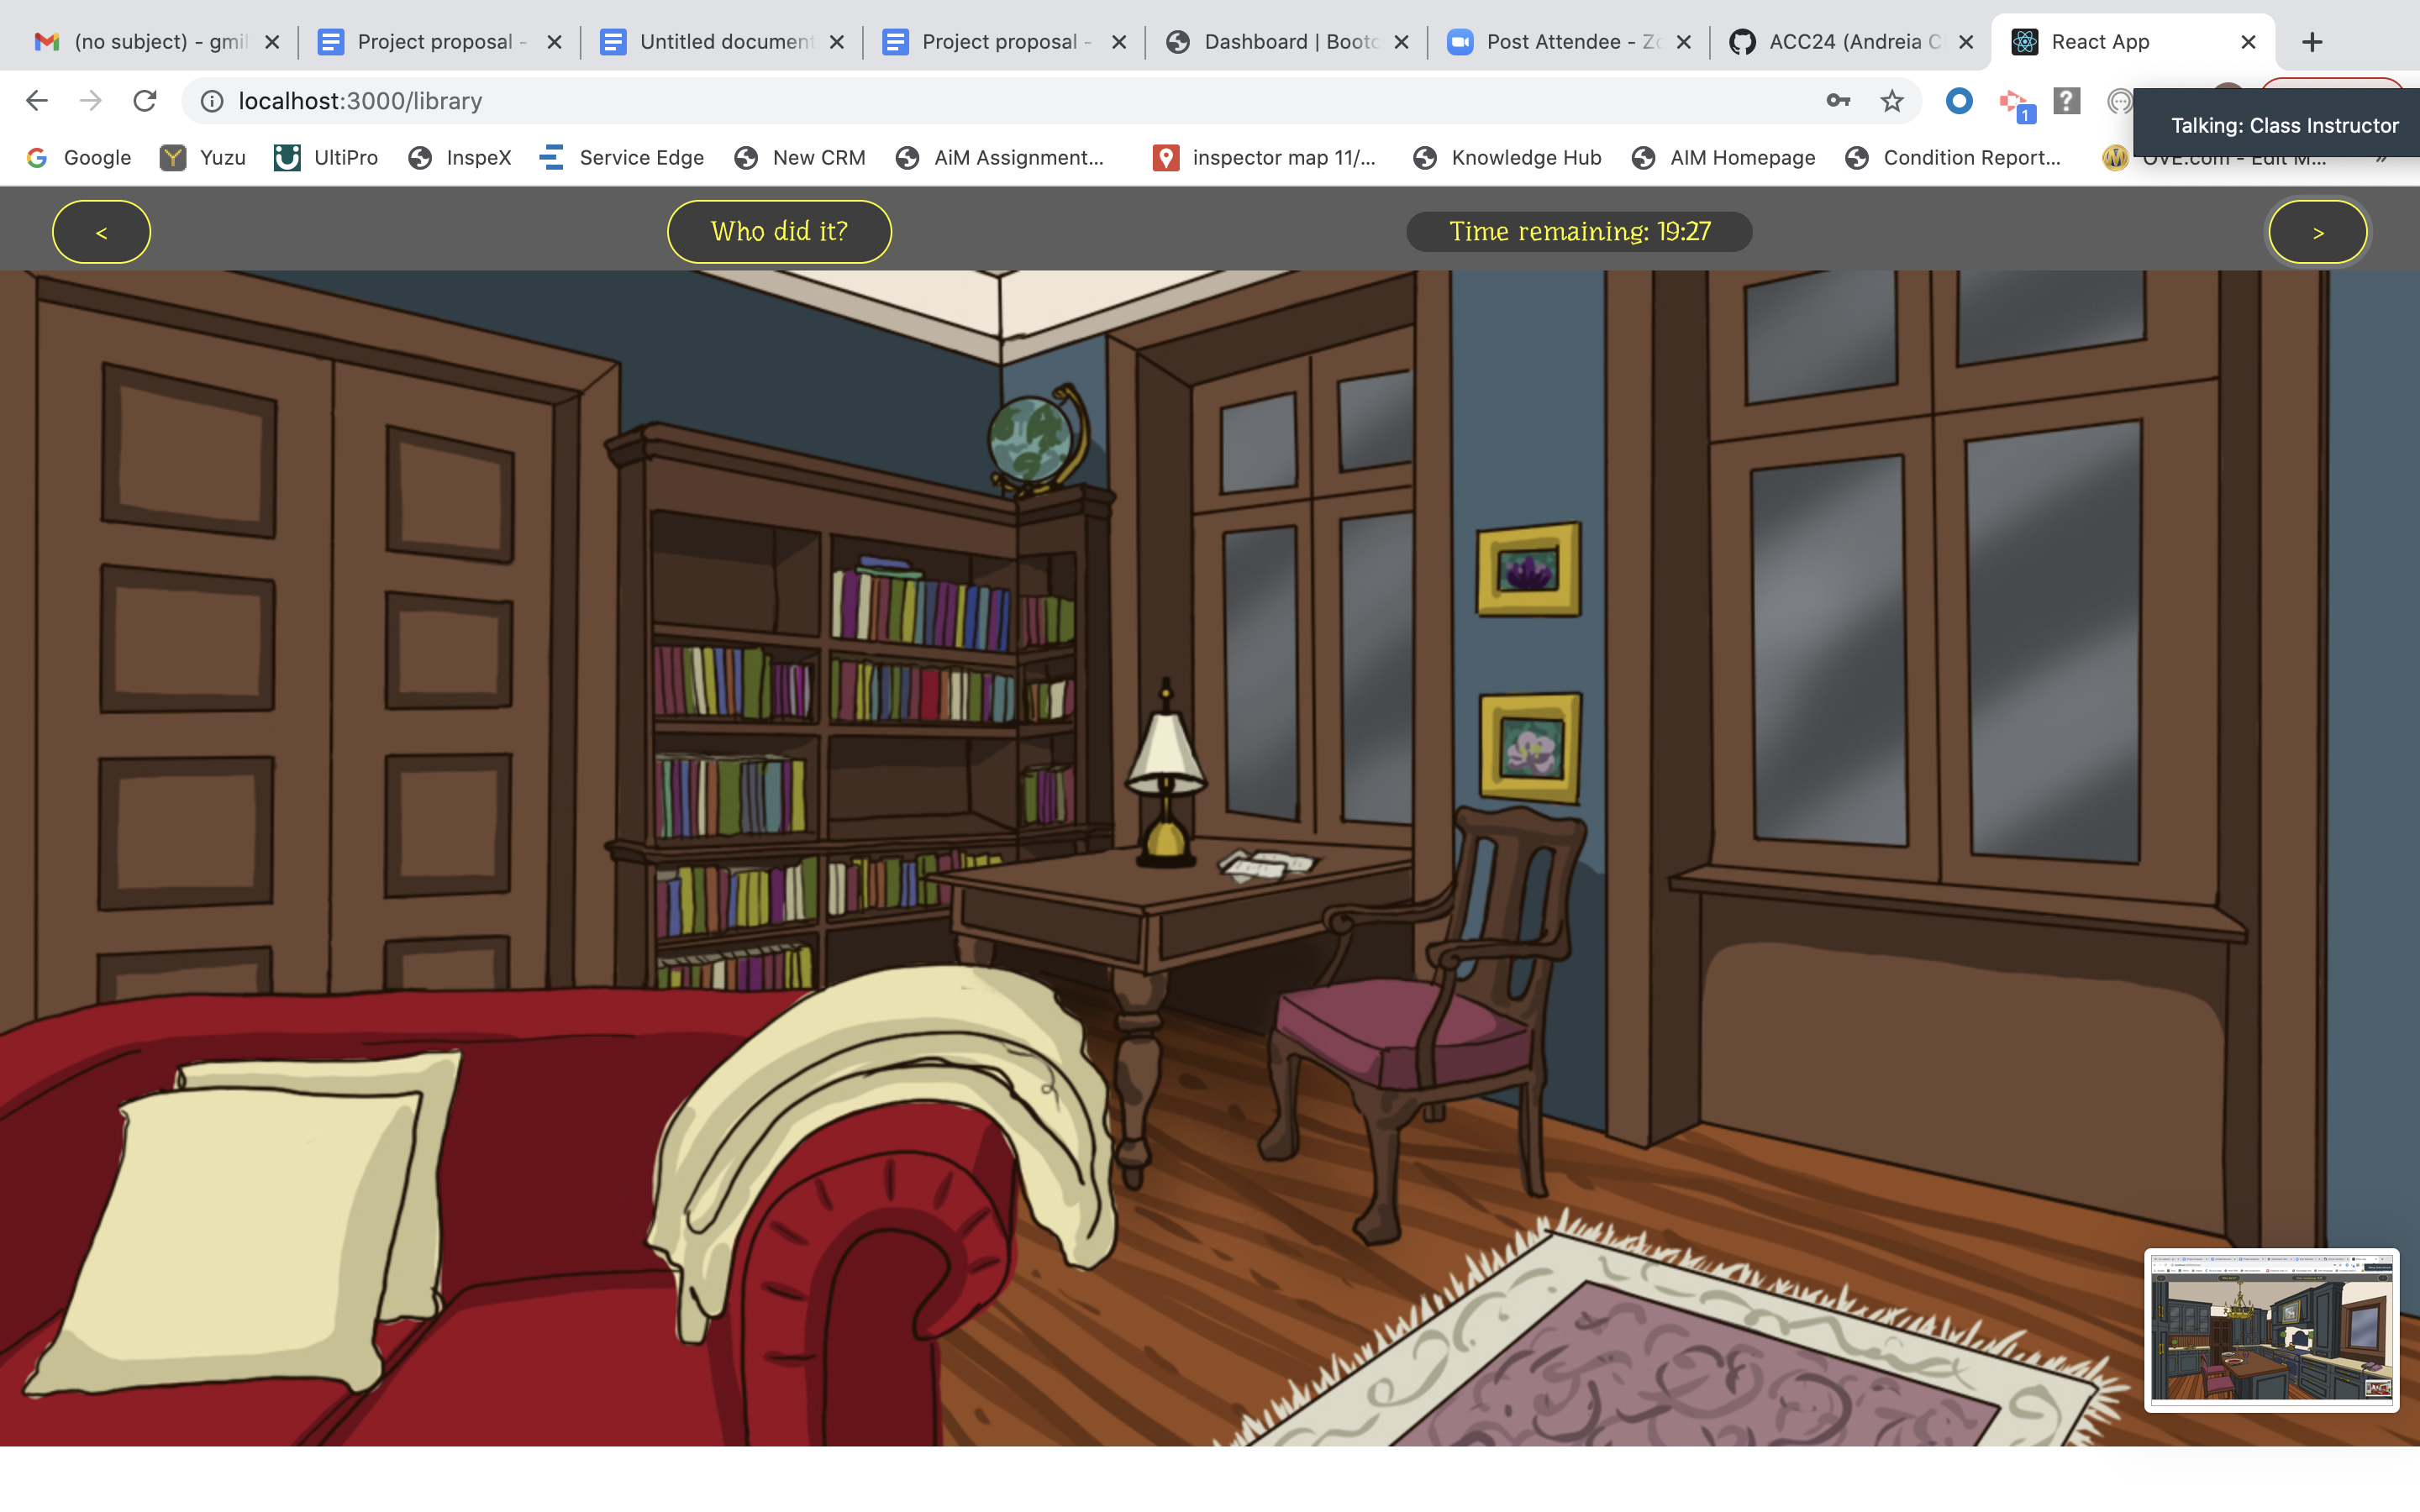 (no subject) - gmil
Project proposal -
Untitled document
Project proposal -
Dashboard | Bootc
Post Attendee - Zo
ACC24 (Andreia C
React App
localhost:3000/library
1
Talking: Class Instructor
Google
Yuzu
UltiPro
InspeX
Service Edge
New CRM
AiM Assignment...
inspector map 11/...
Knowledge Hub
AIM Homepage
Condition Report...
OVE.com - Edit M...
<
Who did it?
Time remaining: 19:27
>